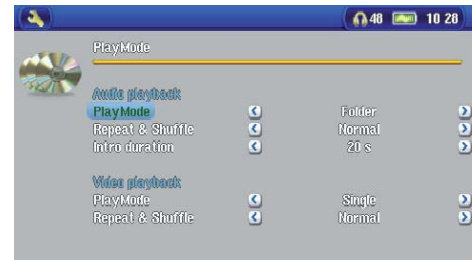 48 10 28
PlayMode
Audio playback
PlayMode Folder
Repeat & Shuffle Normal
Intro duration 20 s
Video playback
PlayMode Single
Repeat & Shuffle Normal